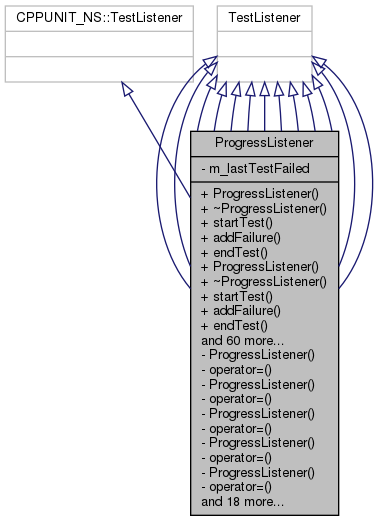 CPPUNIT_NS::TestListener
TestListener
ProgressListener
- m_lastTestFailed
+ ProgressListener()
+ ~ProgressListener()
+ startTest()
+ addFailure()
+ endTest()
+ ProgressListener()
+ ~ProgressListener()
+ startTest()
+ addFailure()
+ endTest()
and 60 more...
- ProgressListener()
- operator=()
- ProgressListener()
- operator=()
- ProgressListener()
- operator=()
- ProgressListener()
- operator=()
- ProgressListener()
- operator=()
and 18 more...